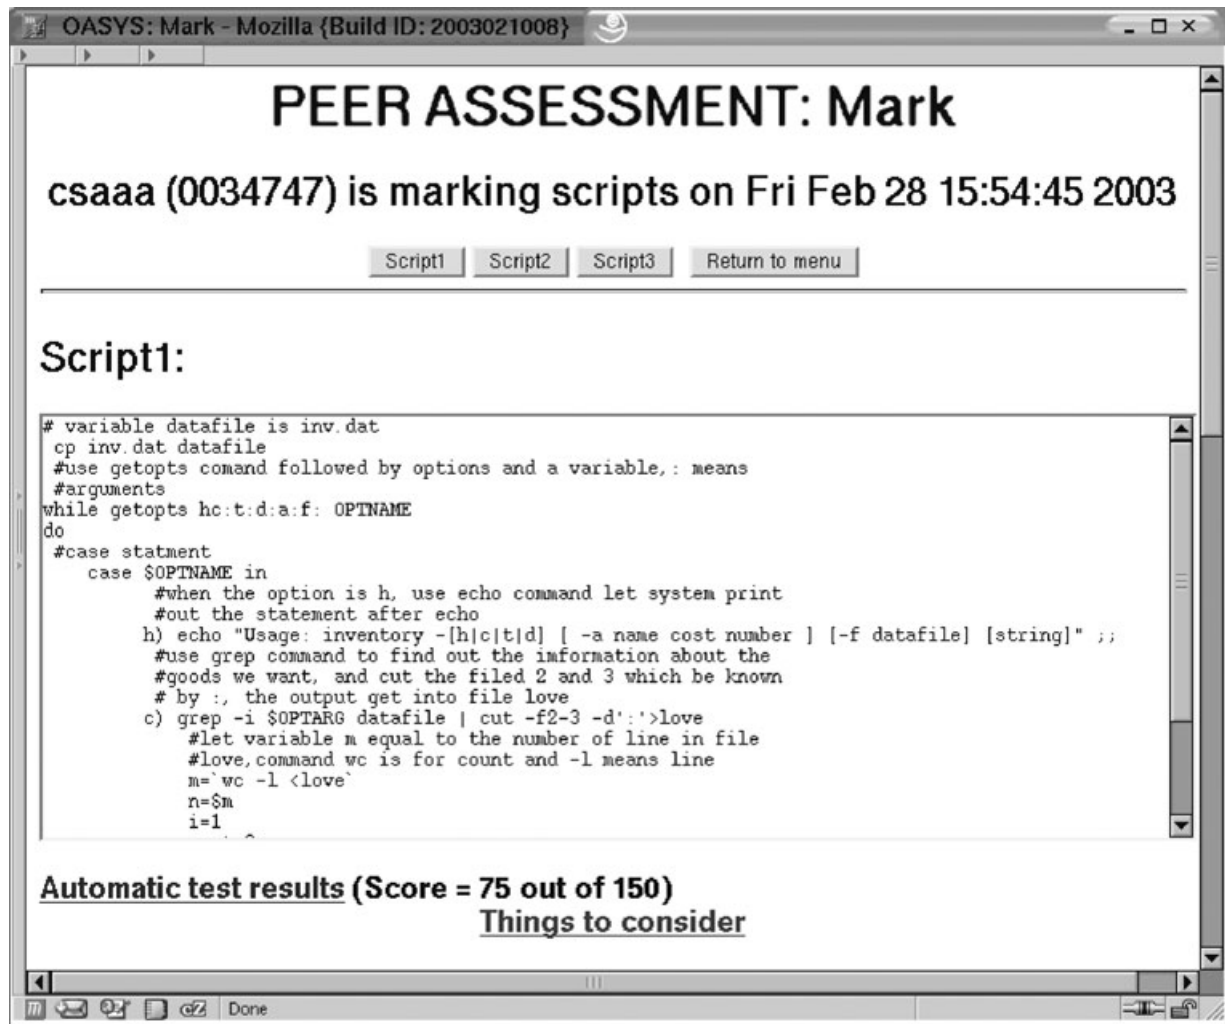 OASYS: Mark - Mozilla {Build ID: 2003021008}
PEER ASSESSMENT: Mark
csaaa (0034747) is marking scripts on Fri Feb 28 15:54:45 2003
Script1 Script2 Script3 Return to menu
Script1:
# variable datafile is inv.dat
cp inv.dat datafile
#use getopts comand followed by options and a variable,: means
#arguments
while getopts hc:t:d:a:f: OPTNAME
do
#case statment
case $OPTNAME in
#when the option is h, use echo command let system print
#out the statement after echo
h) echo "Usage: inventory -[h|c|t|d] [ -a name cost number ] [-f datafile] [string]" ;;
#use grep command to find out the imformation about the
#goods we want, and cut the filed 2 and 3 which be known
# by :, the output get into file love
c) grep -i $OPTARG datafile | cut -f2-3 -d':'>love
#let variable m equal to the number of line in file
#love,command wc is for count and -l means line
m=`wc -l <love`
n=$m
i=1
Automatic test results (Score = 75 out of 150)
Things to consider
Done